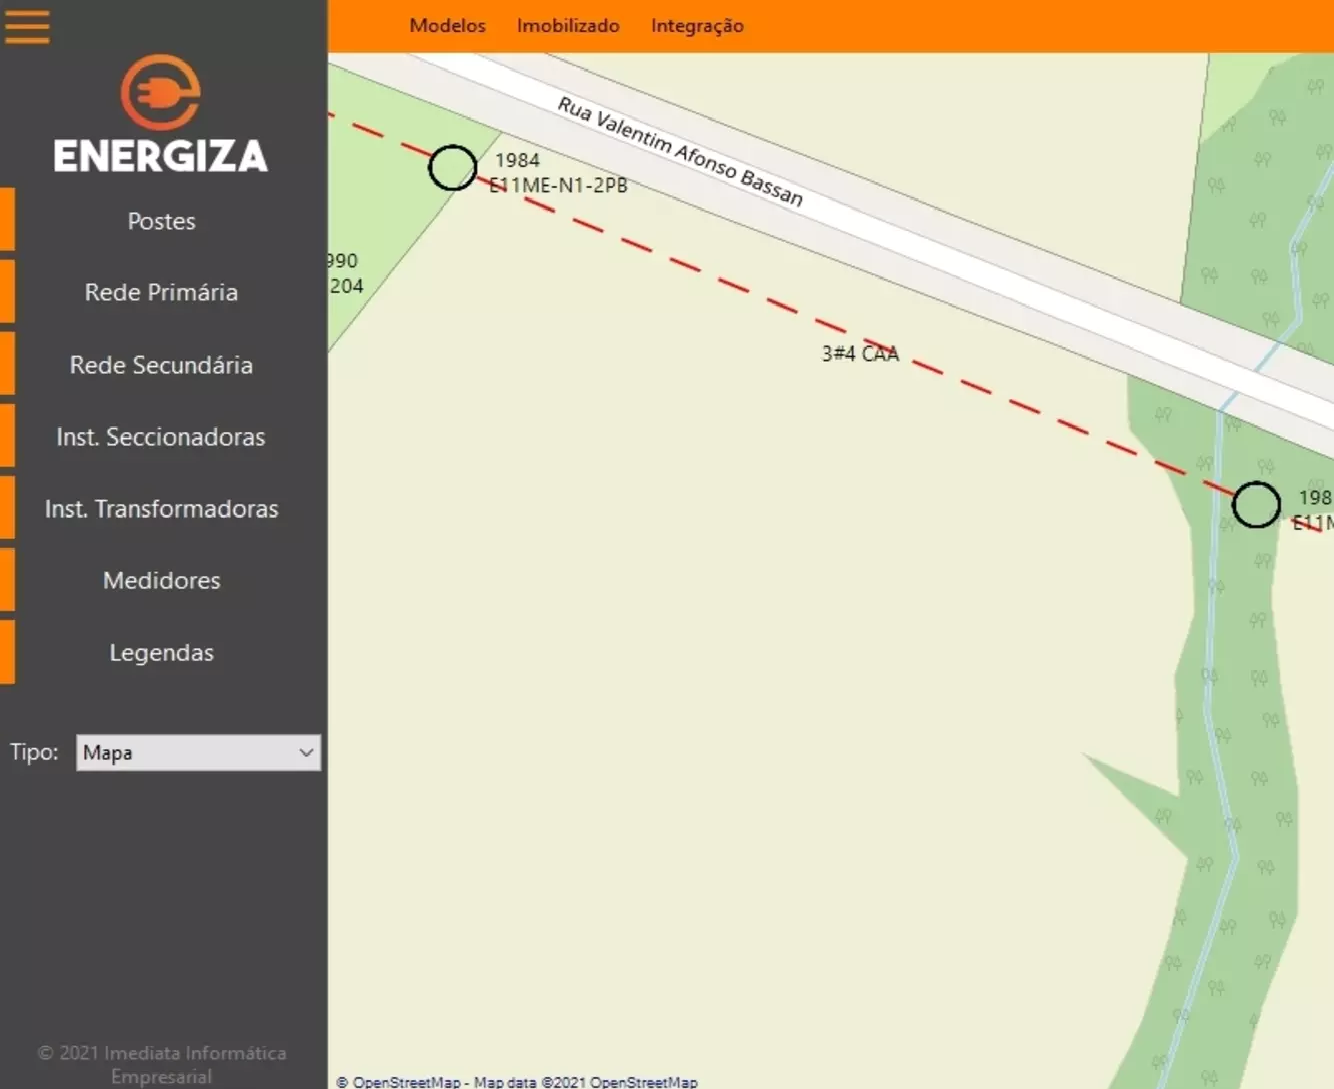 Modelos Imobilizado Integração
ENERGIZA
Postes
Rede Primária
Rede Secundária
Inst. Seccionadoras
Inst. Transformadoras
Medidores
Legendas
Tipo: Mapa
© 2021 Imediata Informática
Empresarial
Rua Valentim Afonso Bassan
1984
E11ME-N1-2PB
990
204
3#4 CAA
198
E11M
© OpenStreetMap - Map data ©2021 OpenStreetMap